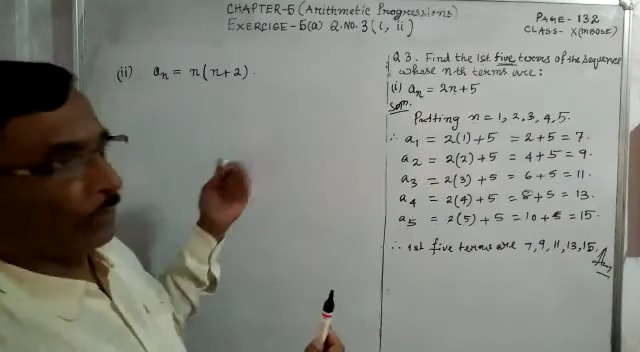 CHAPTER-5 (Arithmetic Progressions)
EXERCISE-5(a) Q.NO.3 (i, ii)
PAGE-132
CLASS-X(MBOSE)
(ii) aₙ = n(n+2).
Q3. Find the 1st five terms of the sequence
whose nth terms are:
(i) aₙ = 2n+5
Soln.
Putting n = 1, 2, 3, 4, 5.
∴ a₁ = 2(1)+5 = 2+5 = 7.
a₂ = 2(2)+5 = 4+5 = 9.
a₃ = 2(3)+5 = 6+5 = 11.
a₄ = 2(4)+5 = 8+5 = 13.
a₅ = 2(5)+5 = 10+5 = 15.
∴ 1st five terms are 7, 9, 11, 13, 15. Ans